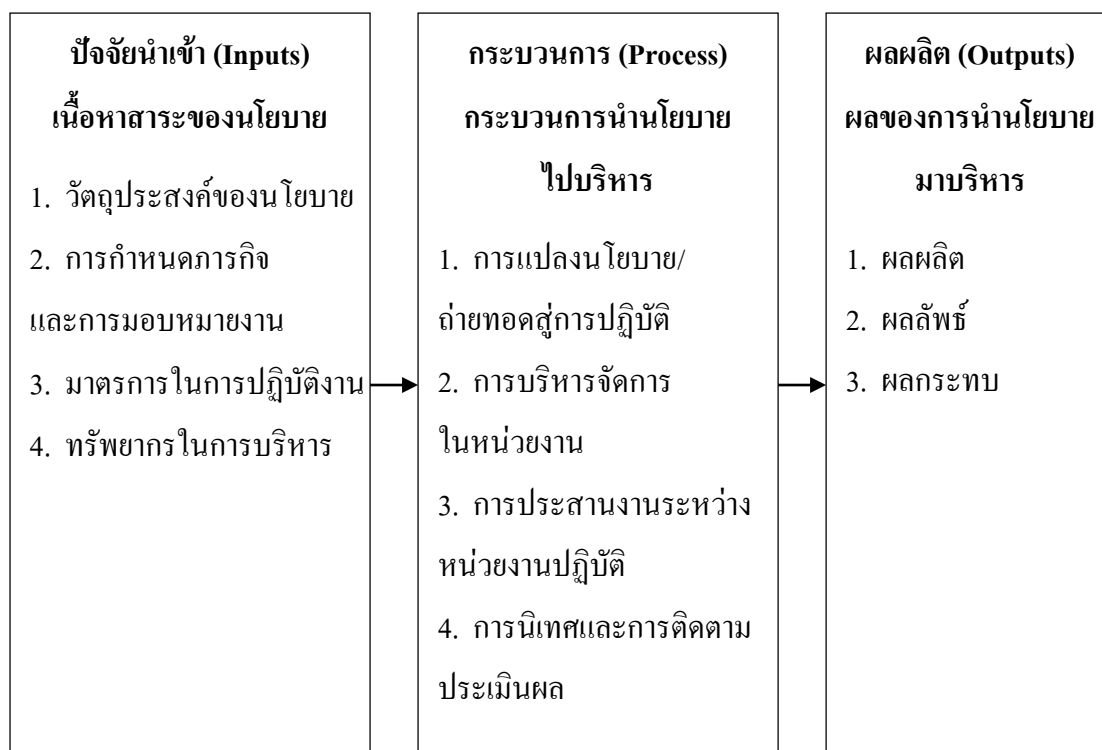 ปัจจัยนำเข้า (Inputs)
เนื้อหาสาระของนโยบาย
1. วัตถุประสงค์ของนโยบาย
2. การกำหนดภารกิจ
และการมอบหมายงาน
3. มาตรการในการปฏิบัติงาน
4. ทรัพยากรในการบริหาร
กระบวนการ (Process)
กระบวนการนำนโยบาย
ไปบริหาร
1. การแปลงนโยบาย/
ถ่ายทอดสู่การปฏิบัติ
2. การบริหารจัดการ
ในหน่วยงาน
3. การประสานงานระหว่าง
หน่วยงานปฏิบัติ
4. การนิเทศและการติดตาม
ประเมินผล
ผลผลิต (Outputs)
ผลของการนำนโยบาย
มาบริหาร
1. ผลผลิต
2. ผลลัพธ์
3. ผลกระทบ